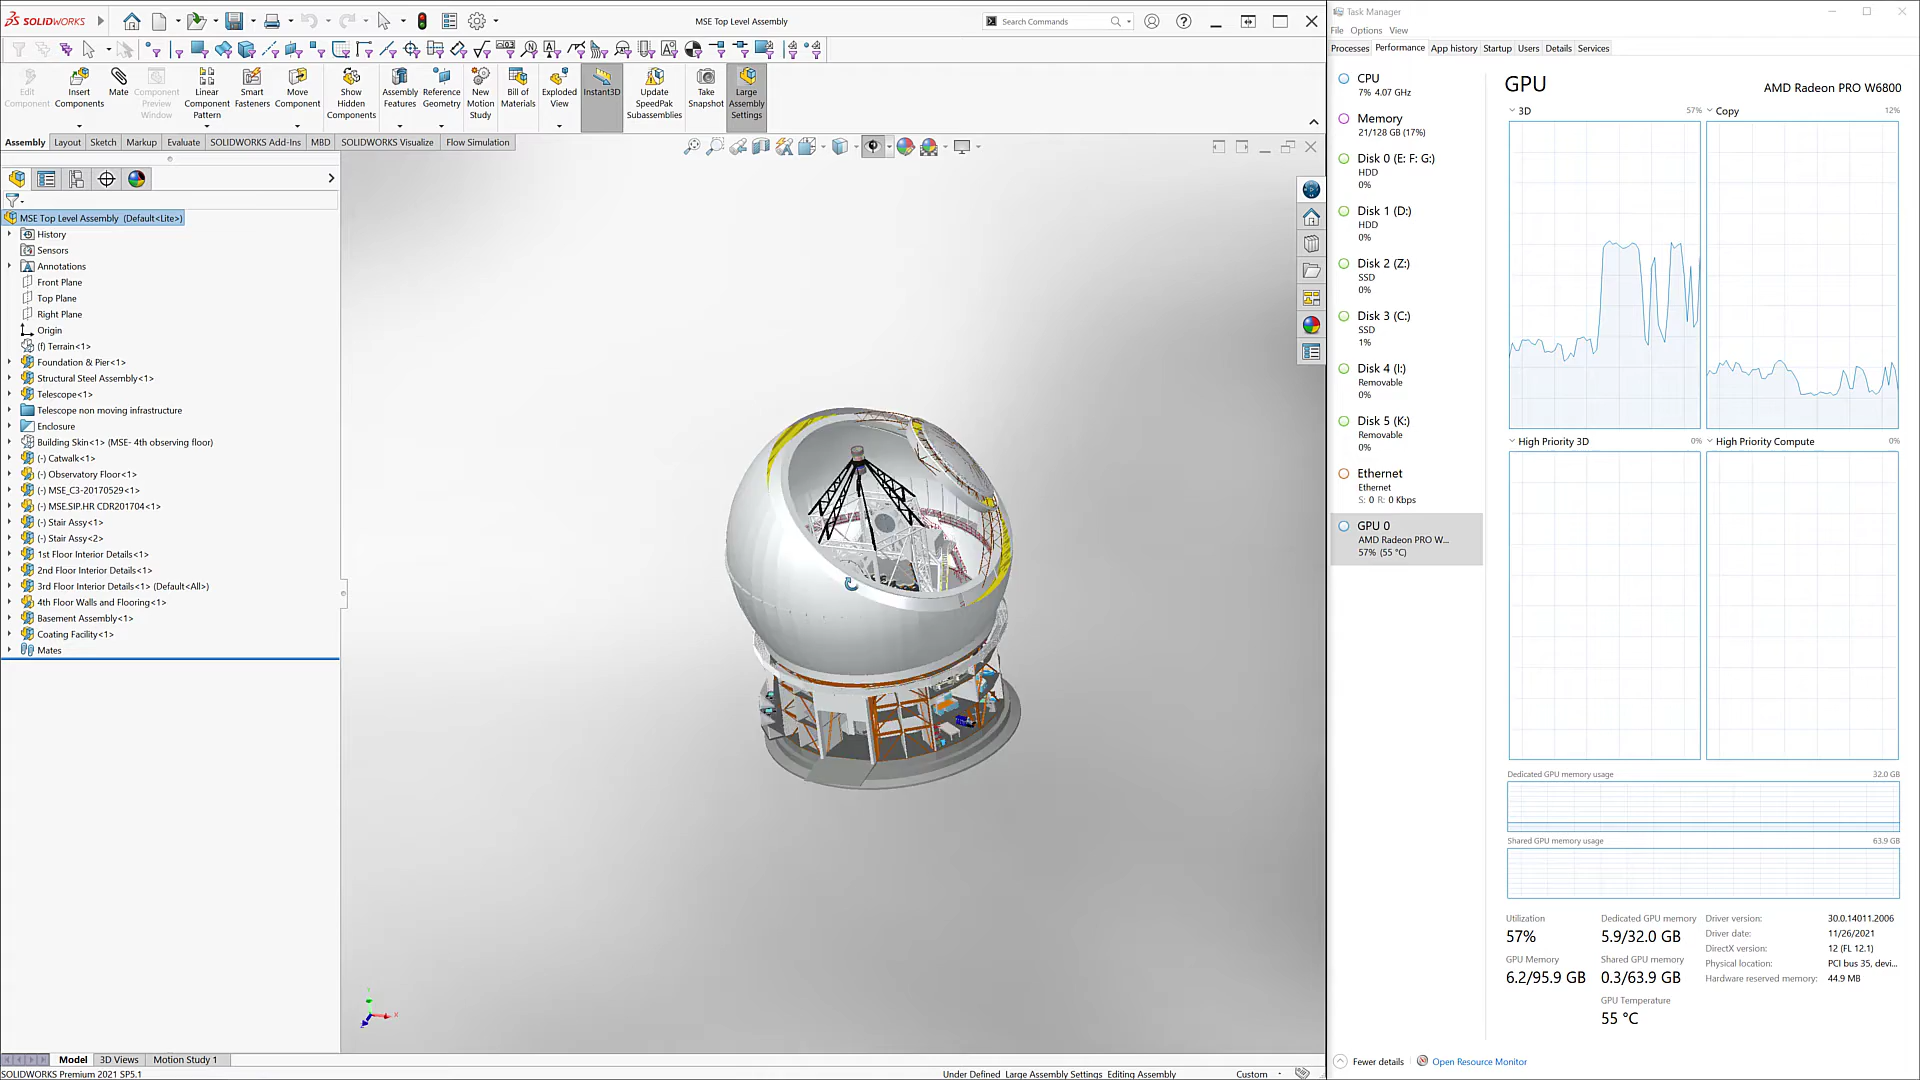 SOLIDWORKS
MSE Top Level Assembly
Search Commands
Edit Component
Insert Components
Mate
Component Preview Window
Linear Component Pattern
Smart Fasteners
Move Component
Show Hidden Components
Assembly Features
Reference Geometry
New Motion Study
Bill of Materials
Exploded View
Instant3D
Update SpeedPak Subassemblies
Take Snapshot
Large Assembly Settings
Assembly Layout Sketch Markup Evaluate SOLIDWORKS Add-Ins MBD SOLIDWORKS Visualize Flow Simulation
MSE Top Level Assembly (Default<Lite>)
History
Sensors
Annotations
Front Plane
Top Plane
Right Plane
Origin
(f) Terrain<1>
Foundation & Pier<1>
Structural Steel Assembly<1>
Telescope<1>
Telescope non moving infrastructure
Enclosure
Building Skin<1> (MSE- 4th observing floor)
(-) Catwalk<1>
(-) Observatory Floor<1>
(-) MSE_C3-20170529<1>
(-) MSE.SIP.HR CDR201704<1>
(-) Stair Assy<1>
(-) Stair Assy<2>
1st Floor Interior Details<1>
2nd Floor Interior Details<1>
3rd Floor Interior Details<1> (Default<All>)
4th Floor Walls and Flooring<1>
Basement Assembly<1>
Coating Facility<1>
Mates
Model 3D Views Motion Study 1
SOLIDWORKS Premium 2021 SP5.1
Under Defined Large Assembly Settings Editing Assembly Custom
Task Manager
File Options View
Processes Performance App history Startup Users Details Services
CPU
7% 4.07 GHz
Memory
21/128 GB (17%)
Disk 0 (E: F: G:)
HDD
0%
Disk 1 (D:)
HDD
0%
Disk 2 (Z:)
SSD
0%
Disk 3 (C:)
SSD
1%
Disk 4 (I:)
Removable
0%
Disk 5 (K:)
Removable
0%
Ethernet
Ethernet
S: 0 R: 0 Kbps
GPU 0
AMD Radeon PRO W...
57% (55 °C)
GPU AMD Radeon PRO W6800
3D 57% Copy 12%
High Priority 3D 0% High Priority Compute 0%
Dedicated GPU memory usage 32.0 GB
Shared GPU memory usage 63.9 GB
Utilization
57%
GPU Memory
6.2/95.9 GB
Dedicated GPU memory
5.9/32.0 GB
Shared GPU memory
0.3/63.9 GB
GPU Temperature
55 °C
Driver version: 30.0.14011.2006
Driver date: 11/26/2021
DirectX version: 12 (FL 12.1)
Physical location: PCI bus 35, devi...
Hardware reserved memory: 44.9 MB
Fewer details Open Resource Monitor